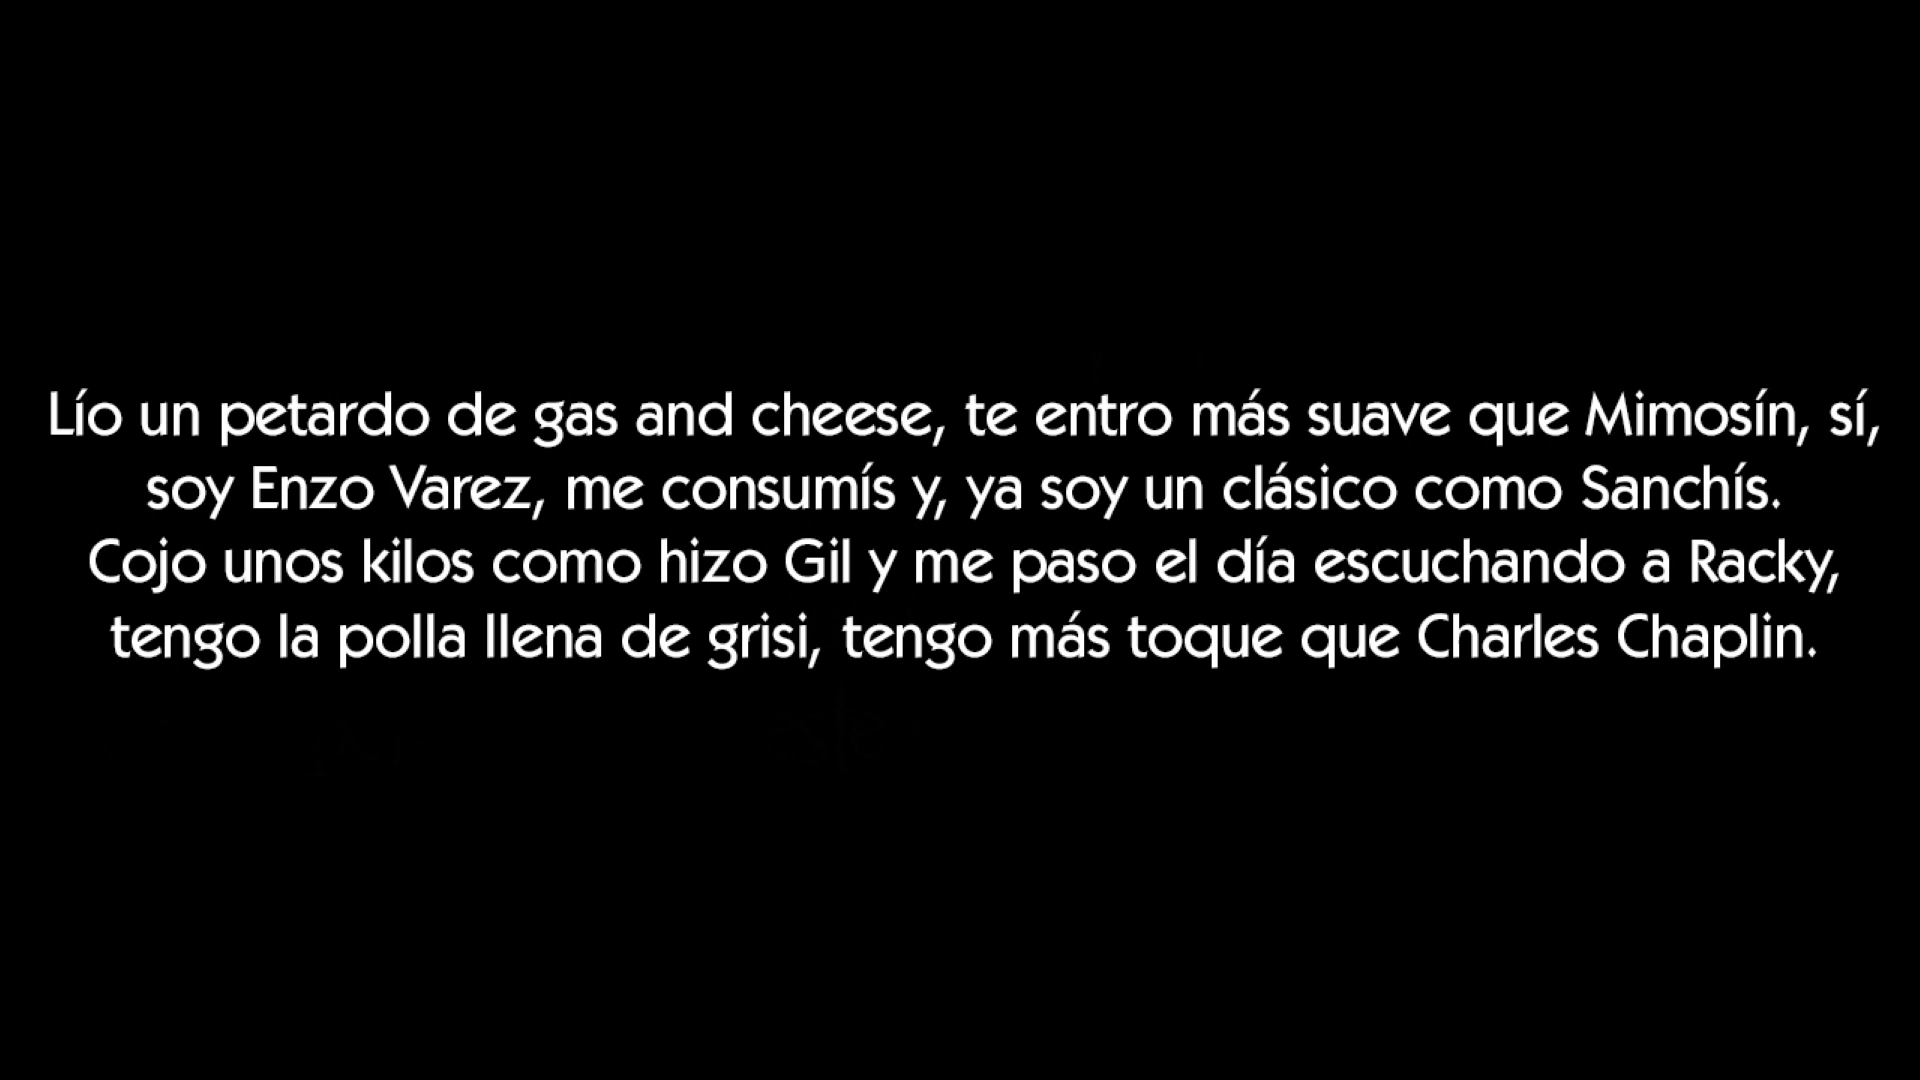 Lío un petardo de gas and cheese, te entro más suave que Mimosín, sí,
soy Enzo Varez, me consumís y, ya soy un clásico como Sanchís.
Cojo unos kilos como hizo Gil y me paso el día escuchando a Racky,
tengo la polla llena de grisi, tengo más toque que Charles Chaplin.